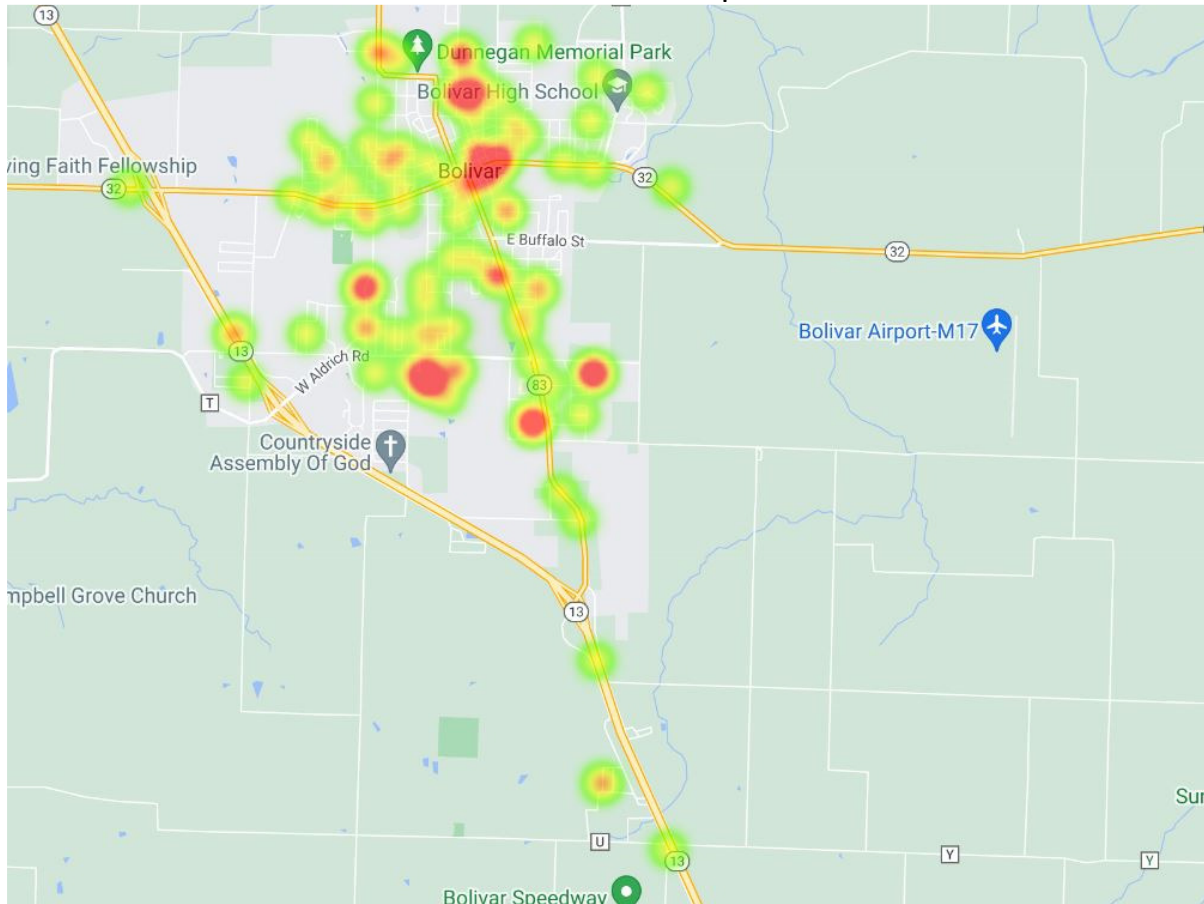 13
Dunnegan Memorial Park
Bolivar High School
ving Faith Fellowship
32
Bolivar
32
E Buffalo St
32
Bolivar Airport-M17
13
W Aldrich Rd
83
T
Countryside
Assembly Of God
mpbell Grove Church
13
Sun
U
Y
Y
13
Bolivar Speedway